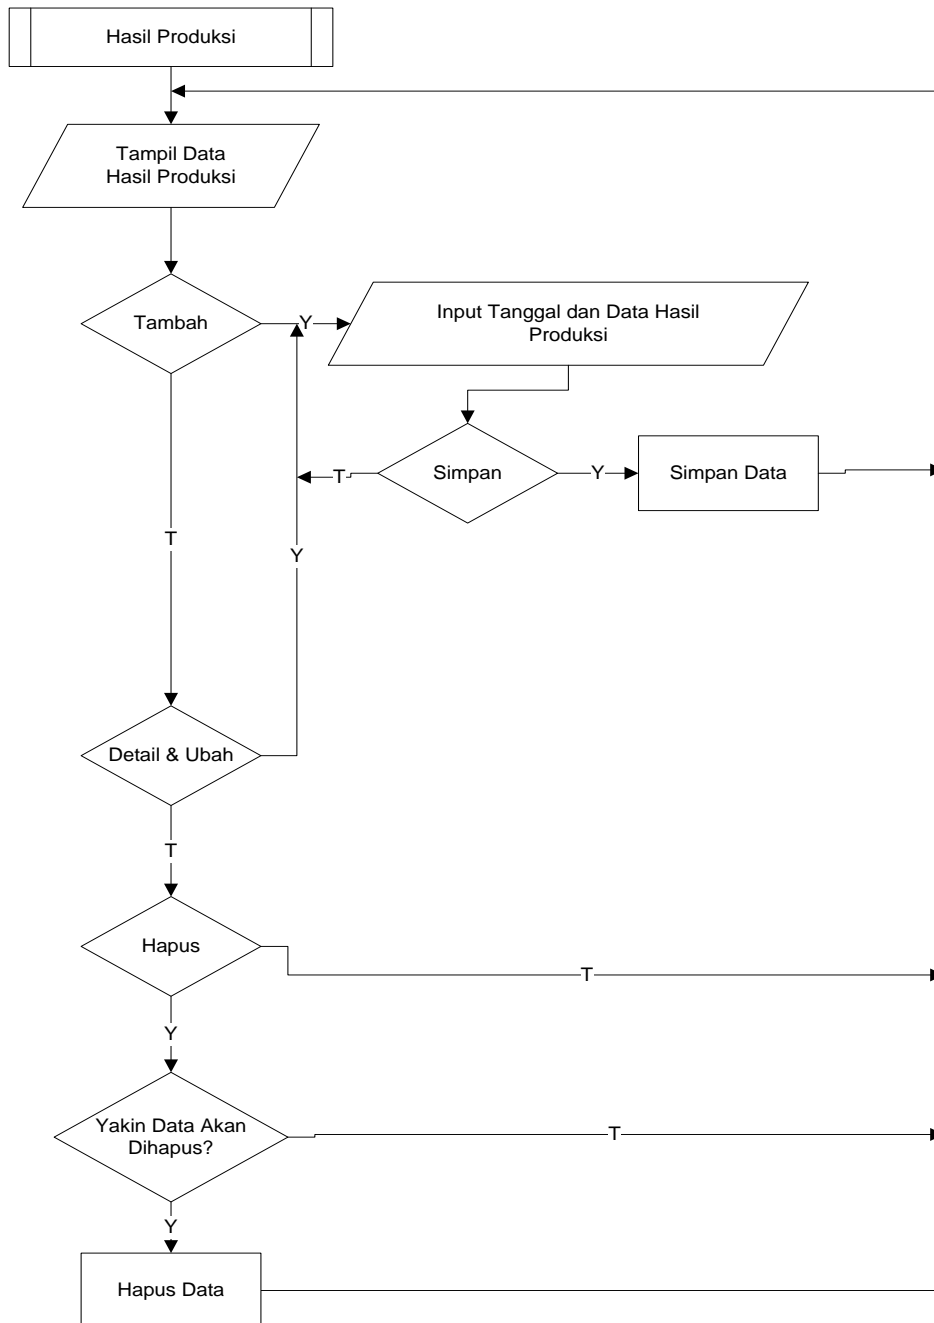 Hasil Produksi
Tampil Data
Hasil Produksi
Tambah
Y
Input Tanggal dan Data Hasil
Produksi
T
Simpan
Y
Simpan Data
T
Y
Detail & Ubah
T
Hapus
T
Y
Yakin Data Akan
Dihapus?
T
Y
Hapus Data